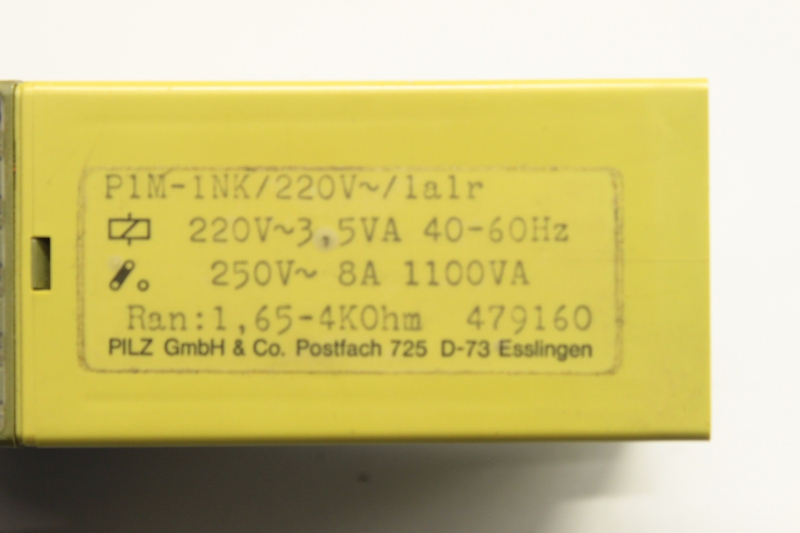 P1M-1NK/220V~/1a1r
220V~3,5VA 40-60Hz
250V~ 8A 1100VA
Ran:1,65-4KOhm 479160
PILZ GmbH & Co. Postfach 725 D-73 Esslingen